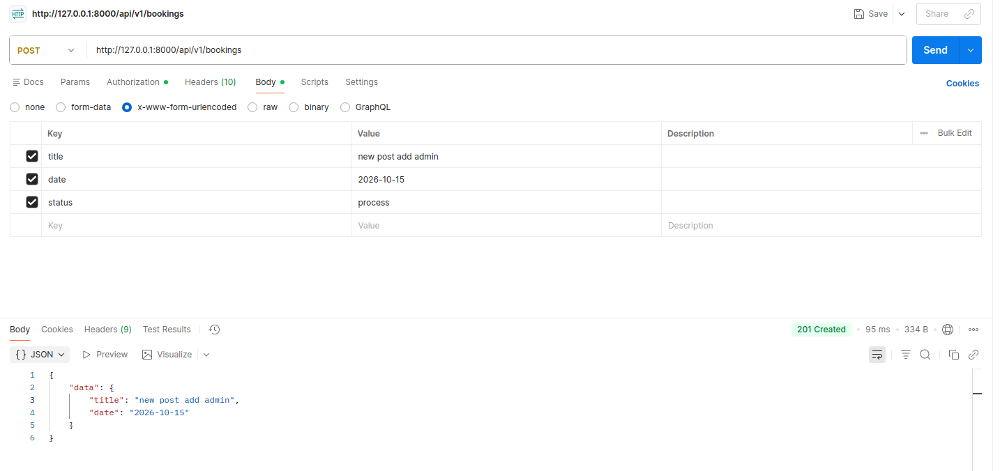 HTTP http://127.0.0.1:8000/api/v1/bookings Save Share
POST http://127.0.0.1:8000/api/v1/bookings Send
Docs Params Authorization Headers (10) Body Scripts Settings Cookies
none form-data x-www-form-urlencoded raw binary GraphQL
Key Value Description Bulk Edit
title new post add admin
date 2026-10-15
status process
Key Value Description
Body Cookies Headers (9) Test Results 201 Created 95 ms 334 B
{} JSON Preview Visualize
1 {
2 "data": {
3 "title": "new post add admin",
4 "date": "2026-10-15"
5 }
6 }